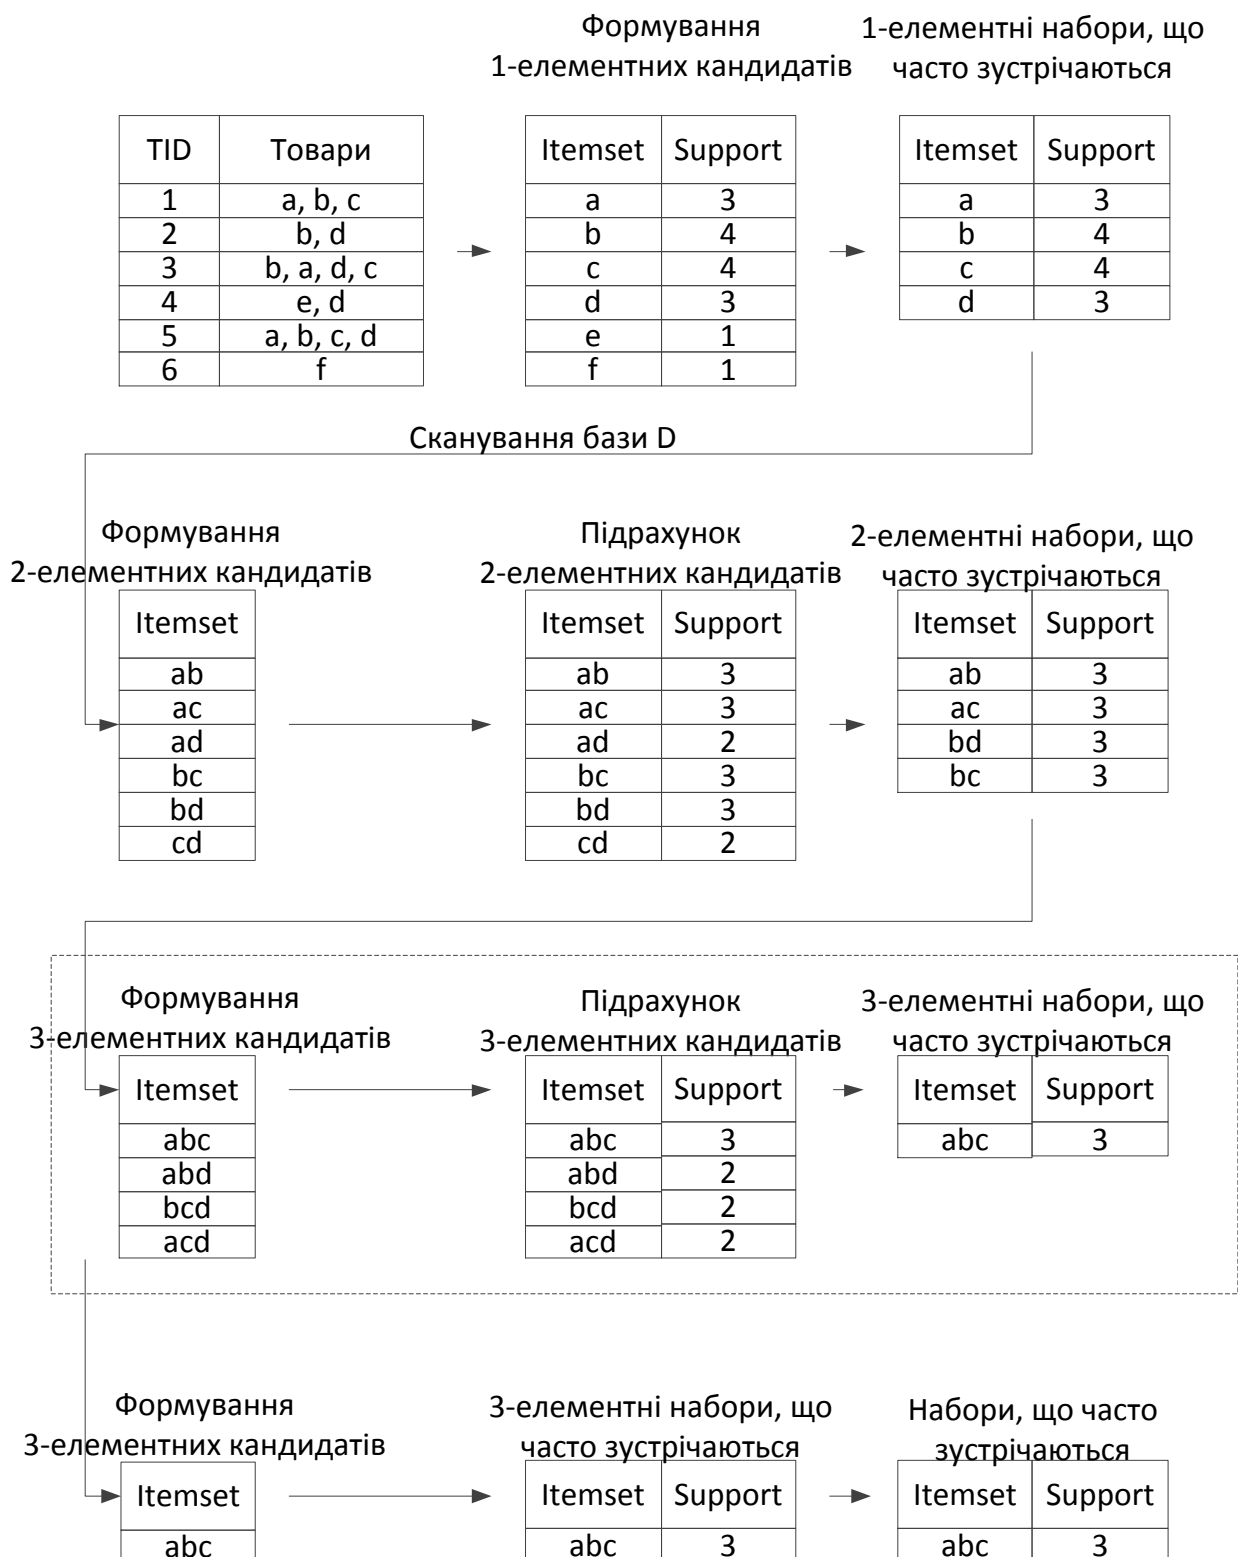 Формування
1-елементних кандидатів
1-елементні набори, що
часто зустрічаються
TID Товари
1 a, b, c
2 b, d
3 b, a, d, c
4 e, d
5 a, b, c, d
6 f
Itemset Support
a 3
b 4
c 4
d 3
e 1
f 1
Itemset Support
a 3
b 4
c 4
d 3
Сканування бази D
Формування
2-елементних кандидатів
Itemset
ab
ac
ad
bc
bd
cd
Підрахунок
2-елементних кандидатів
Itemset Support
ab 3
ac 3
ad 2
bc 3
bd 3
cd 2
2-елементні набори, що
часто зустрічаються
Itemset Support
ab 3
ac 3
bd 3
bc 3
Формування
3-елементних кандидатів
Itemset
abc
abd
bcd
acd
Підрахунок
3-елементних кандидатів
Itemset Support
abc 3
abd 2
bcd 2
acd 2
3-елементні набори, що
часто зустрічаються
Itemset Support
abc 3
Формування
3-елементних кандидатів
Itemset
abc
3-елементні набори, що
часто зустрічаються
Itemset Support
abc 3
Набори, що часто
зустрічаються
Itemset Support
abc 3